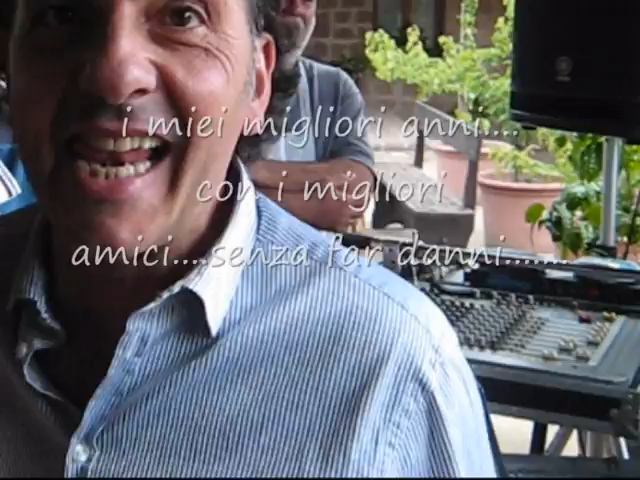 i miei migliori anni....
con i migliori
amici....senza far danni.......